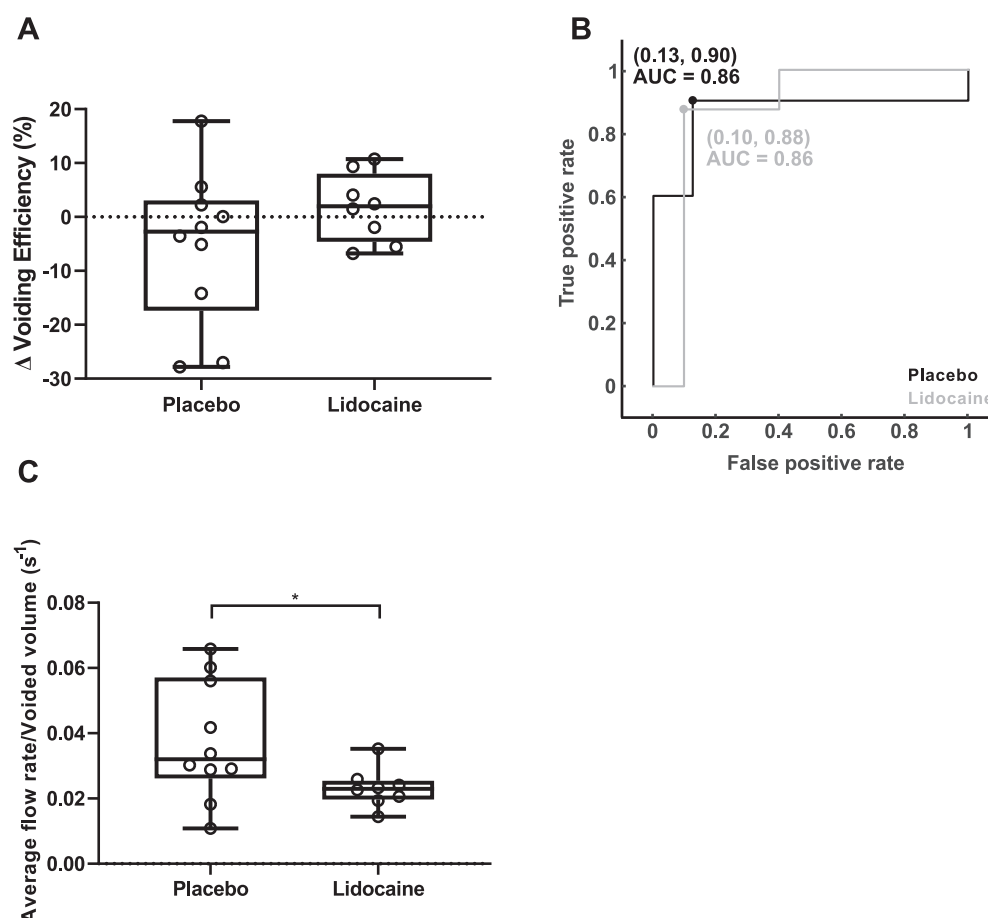 A
Δ Voiding Efficiency (%)
20
10
0
-10
-20
-30
Placebo
Lidocaine
B
True positive rate
1
0.8
0.6
0.4
0.2
0
(0.13, 0.90)
AUC = 0.86
(0.10, 0.88)
AUC = 0.86
Placebo
Lidocaine
0
0.2
0.4
0.6
0.8
1
False positive rate
C
Average flow rate/Voided volume (s⁻¹)
0.08
0.06
0.04
0.02
0.00
*
Placebo
Lidocaine